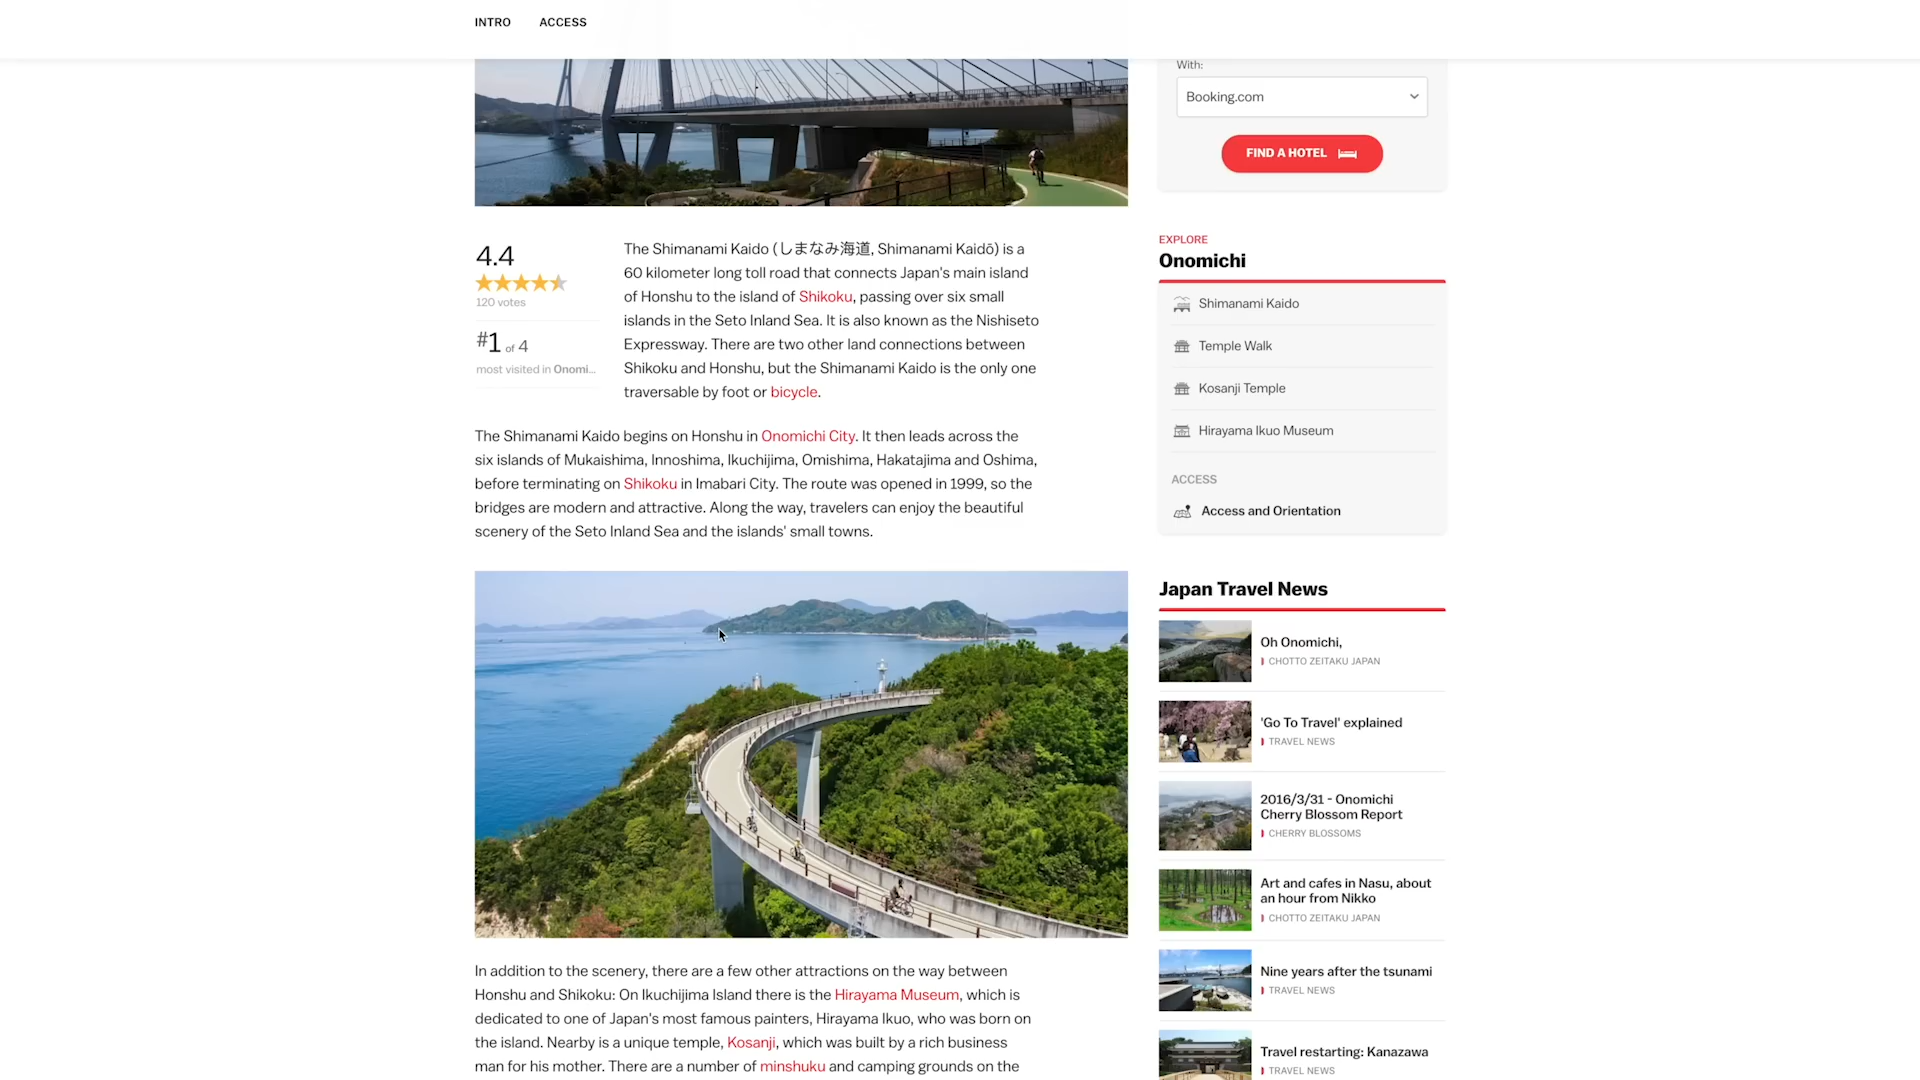 INTRO
ACCESS
With:
Booking.com
FIND A HOTEL
4.4
120 votes
#1 of 4
most visited in Onomi...
The Shimanami Kaido (しまなみ海道, Shimanami Kaidō) is a
60 kilometer long toll road that connects Japan's main island
of Honshu to the island of Shikoku, passing over six small
islands in the Seto Inland Sea. It is also known as the Nishiseto
Expressway. There are two other land connections between
Shikoku and Honshu, but the Shimanami Kaido is the only one
traversable by foot or bicycle.
The Shimanami Kaido begins on Honshu in Onomichi City. It then leads across the
six islands of Mukaishima, Innoshima, Ikuchijima, Omishima, Hakatajima and Oshima,
before terminating on Shikoku in Imabari City. The route was opened in 1999, so the
bridges are modern and attractive. Along the way, travelers can enjoy the beautiful
scenery of the Seto Inland Sea and the islands' small towns.
In addition to the scenery, there are a few other attractions on the way between
Honshu and Shikoku: On Ikuchijima Island there is the Hirayama Museum, which is
dedicated to one of Japan's most famous painters, Hirayama Ikuo, who was born on
the island. Nearby is a unique temple, Kosanji, which was built by a rich business
man for his mother. There are a number of minshuku and camping grounds on the
EXPLORE
Onomichi
Shimanami Kaido
Temple Walk
Kosanji Temple
Hirayama Ikuo Museum
ACCESS
Access and Orientation
Japan Travel News
Oh Onomichi,
CHOTTO ZEITAKU JAPAN
'Go To Travel' explained
TRAVEL NEWS
2016/3/31 - Onomichi
Cherry Blossom Report
CHERRY BLOSSOMS
Art and cafes in Nasu, about
an hour from Nikko
CHOTTO ZEITAKU JAPAN
Nine years after the tsunami
TRAVEL NEWS
Travel restarting: Kanazawa
TRAVEL NEWS